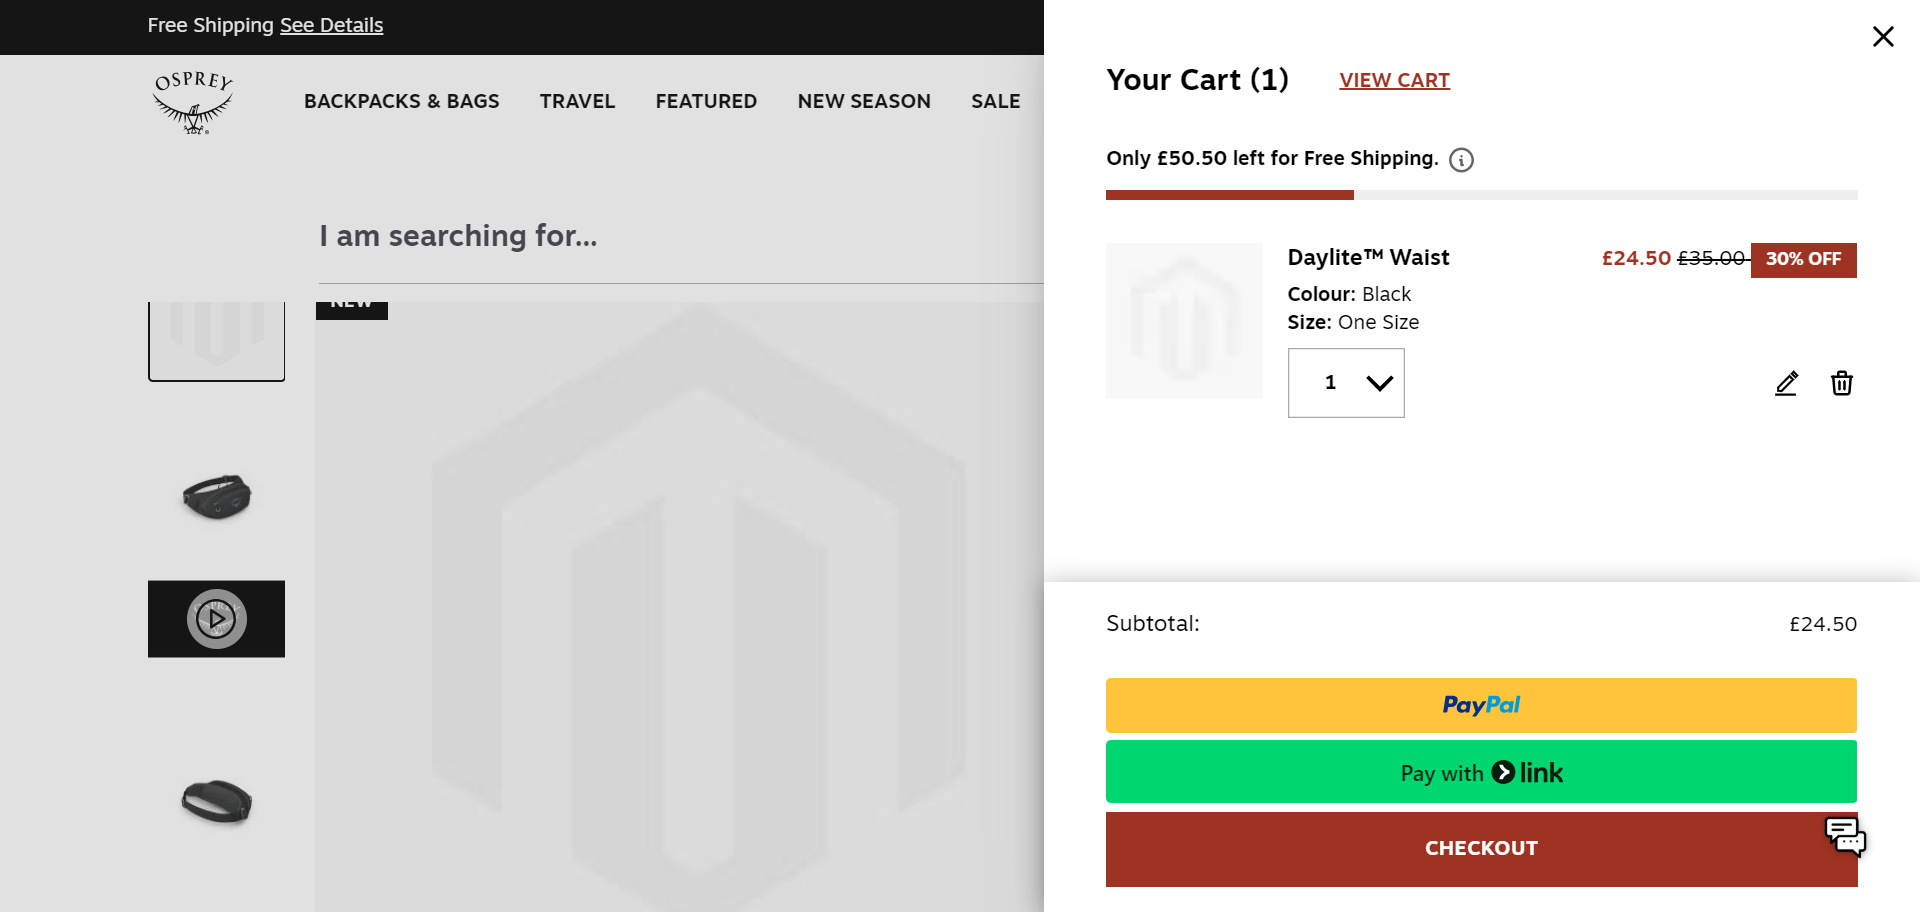 Free Shipping See Details
OSPREY
BACKPACKS & BAGS
TRAVEL
FEATURED
NEW SEASON
SALE
I am searching for...
NEW
OSPREY
Your Cart (1)
VIEW CART
Only £50.50 left for Free Shipping.
Daylite™ Waist
£24.50 £35.00 30% OFF
Colour: Black
Size: One Size
1
Subtotal:
£24.50
PayPal
Pay with link
CHECKOUT